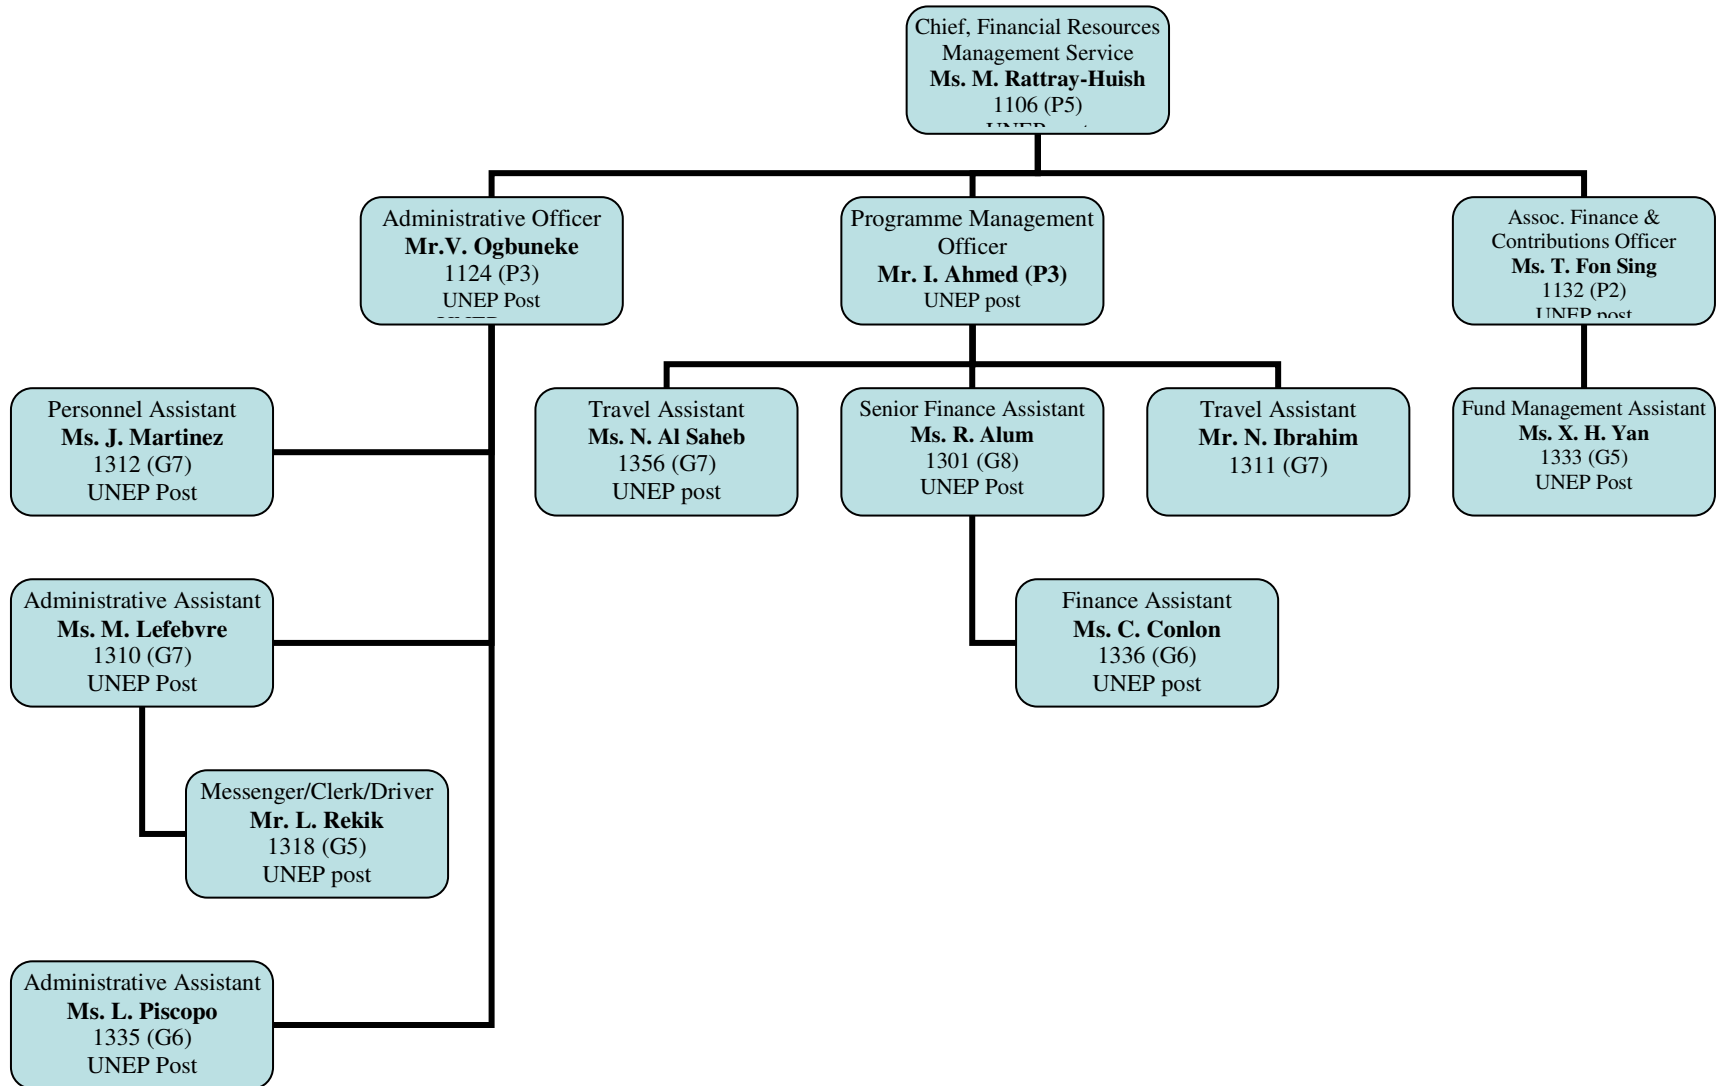 Chief, Financial Resources
Management Service
Ms. M. Rattray-Huish
1106 (P5)
UNEP post
Administrative Officer
Mr.V. Ogbuneke
1124 (P3)
UNEP Post
Programme Management
Officer
Mr. I. Ahmed (P3)
UNEP post
Assoc. Finance &
Contributions Officer
Ms. T. Fon Sing
1132 (P2)
UNEP post
Personnel Assistant
Ms. J. Martinez
1312 (G7)
UNEP Post
Travel Assistant
Ms. N. Al Saheb
1356 (G7)
UNEP post
Senior Finance Assistant
Ms. R. Alum
1301 (G8)
UNEP Post
Travel Assistant
Mr. N. Ibrahim
1311 (G7)
Fund Management Assistant
Ms. X. H. Yan
1333 (G5)
UNEP Post
Administrative Assistant
Ms. M. Lefebvre
1310 (G7)
UNEP Post
Finance Assistant
Ms. C. Conlon
1336 (G6)
UNEP post
Messenger/Clerk/Driver
Mr. L. Rekik
1318 (G5)
UNEP post
Administrative Assistant
Ms. L. Piscopo
1335 (G6)
UNEP Post